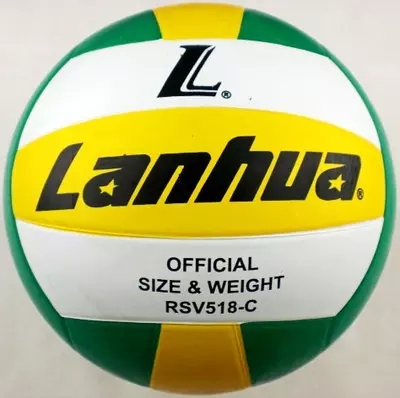 L®
Lanhua®
OFFICIAL
SIZE & WEIGHT
RSV518-C